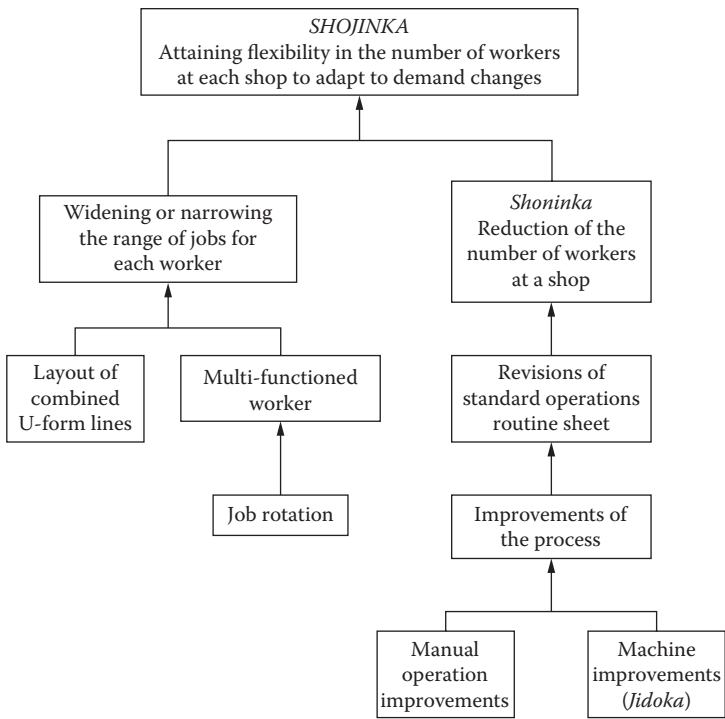 SHOJINKA
Attaining flexibility in the number of workers
at each shop to adapt to demand changes
Widening or narrowing
the range of jobs for
each worker
Shoninka
Reduction of the
number of workers
at a shop
Layout of
combined
U-form lines
Multi-functioned
worker
Revisions of
standard operations
routine sheet
Job rotation
Improvements of
the process
Manual
operation
improvements
Machine
improvements
(Jidoka)